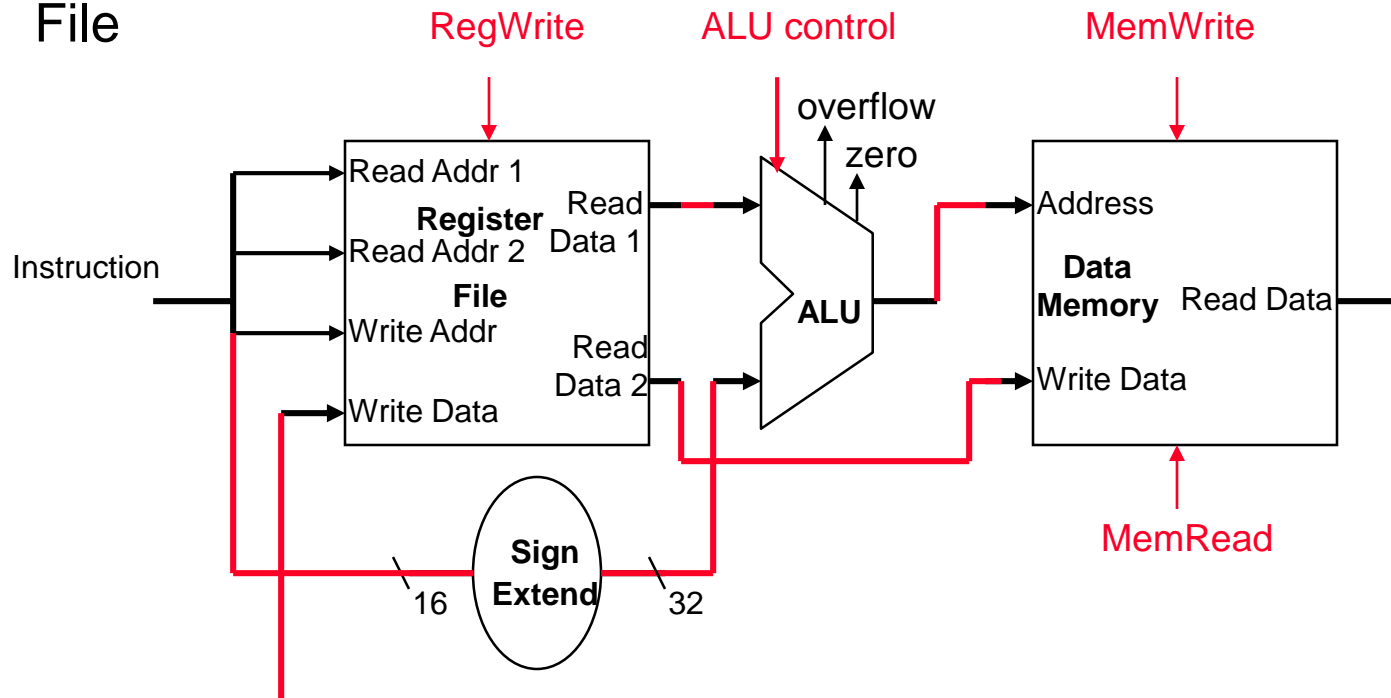 File
RegWrite
ALU control
MemWrite
overflow
zero
Instruction
Read Addr 1
Register
Read Addr 2
File
Write Addr
Write Data
Read
Data 1
Read
Data 2
ALU
Address
Data
Memory
Read Data
Write Data
MemRead
Sign
Extend
16
32